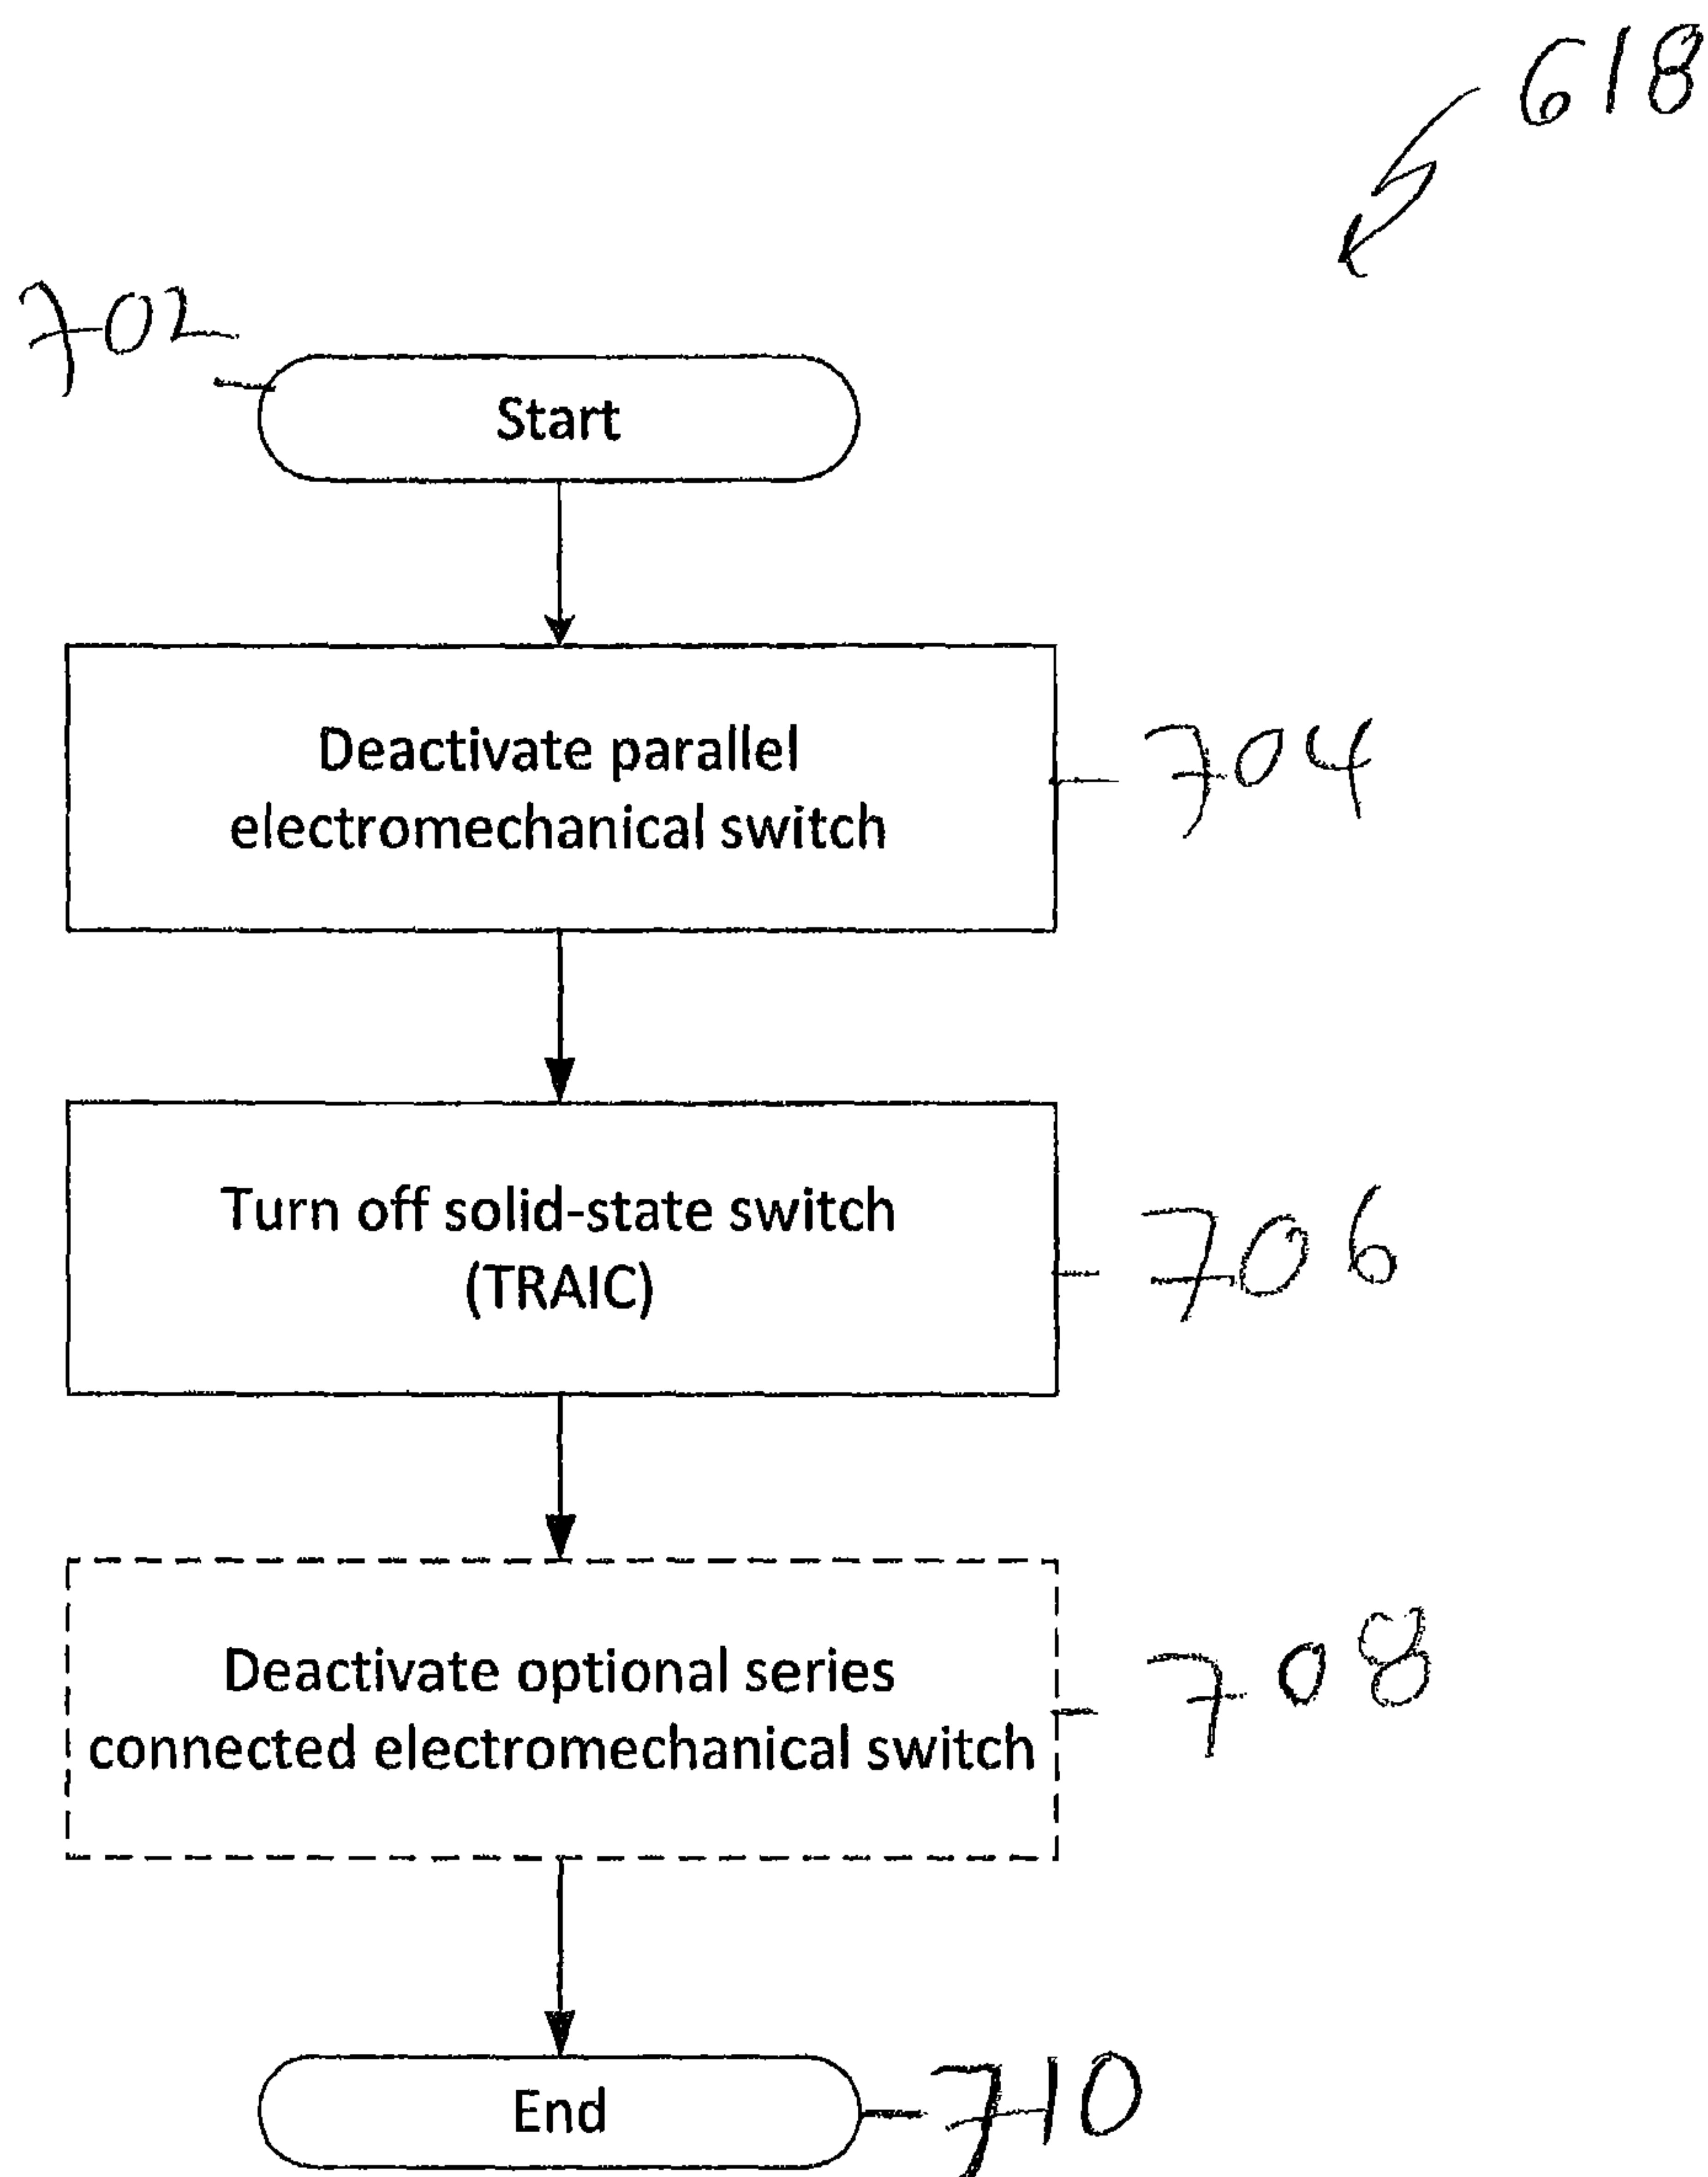 618
702
Start
Deactivate parallel
electromechanical switch
704
Turn off solid-state switch
(TRAIC)
706
Deactivate optional series
connected electromechanical switch
708
End
710